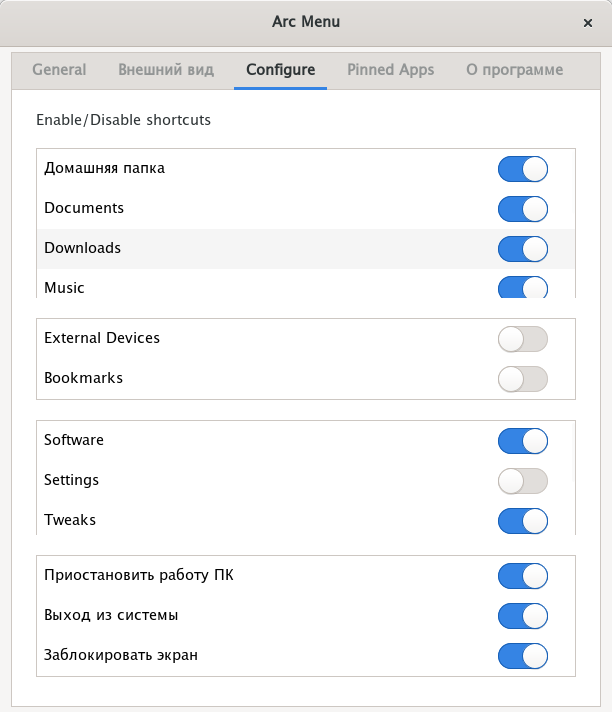 Arc Menu
General Внешний вид Configure Pinned Apps О программе
Enable/Disable shortcuts
Домашняя папка
Documents
Downloads
Music
External Devices
Bookmarks
Software
Settings
Tweaks
Приостановить работу ПК
Выход из системы
Заблокировать экран